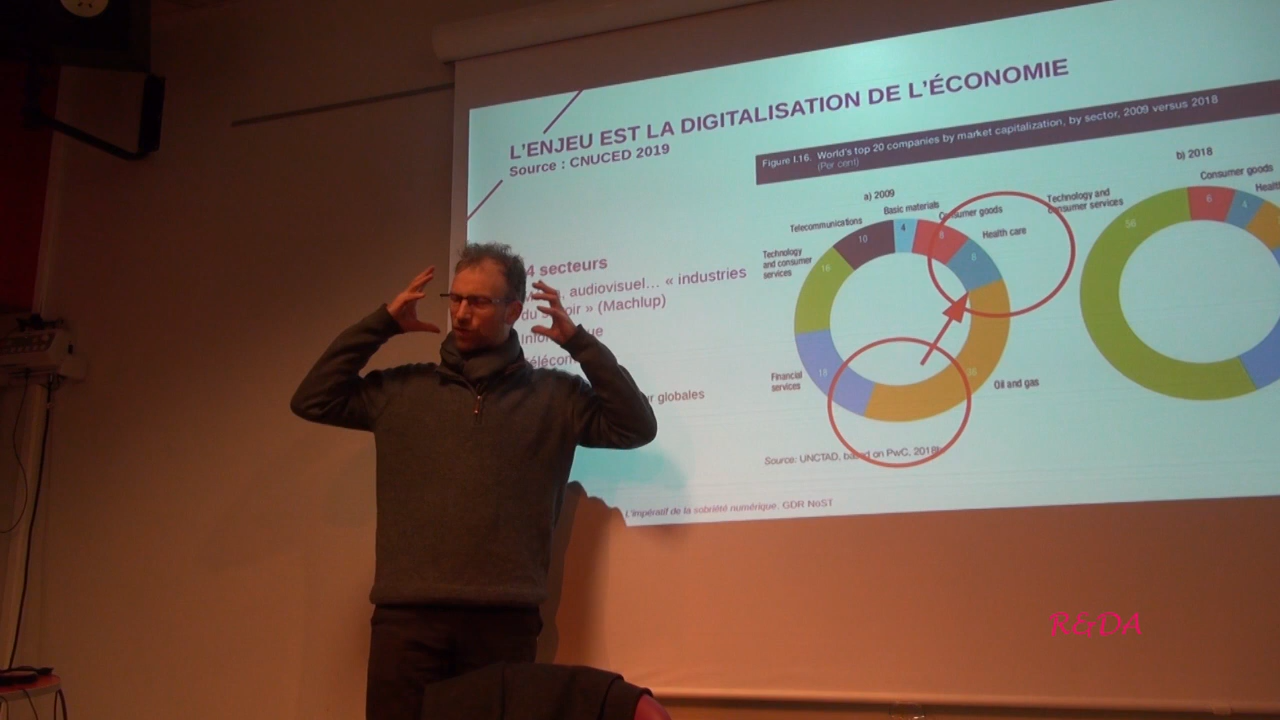 L'ENJEU EST LA DIGITALISATION DE L'ÉCONOMIE
Source : CNUCED 2019
4 secteurs
audiovisuel… « industries
du » (Machlup)
globales
L'impératif de la sobriété numérique, GDR NoST
Figure I.16. World's top 20 companies by market capitalization, by sector, 2009 versus 2018
(Per cent)
a) 2009
Telecommunications
Basic materials
Consumer goods
Health care
Technology
and consumer
services
Financial
services
Oil and gas
10
4
8
6
16
18
36
b) 2018
Technology and
consumer services
Consumer goods
56
6
4
Source: UNCTAD, based on PwC, 2018b.
R&DA